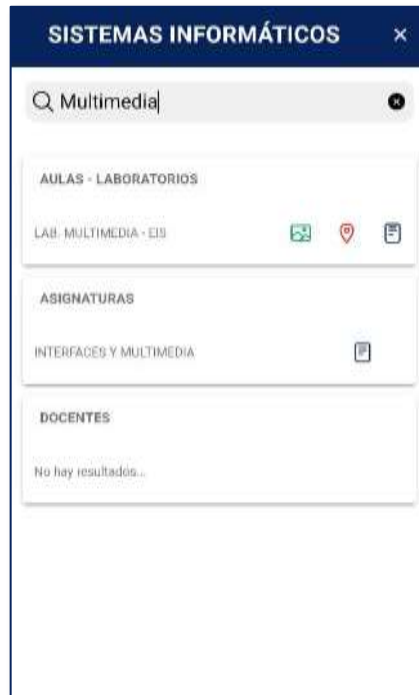 SISTEMAS INFORMÁTICOS
Multimedia
AULAS - LABORATORIOS
LAB. MULTIMEDIA - EIS
ASIGNATURAS
INTERFACES Y MULTIMEDIA
DOCENTES
No hay resultados...